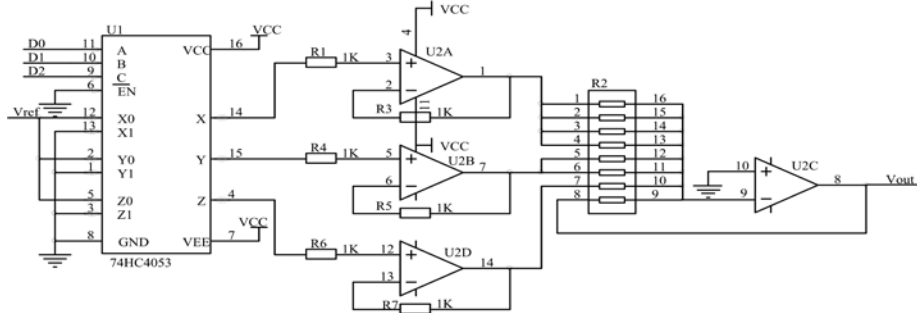 U1
D0 11 A VCC 16 VCC
D1 10 B
D2 9 C
6 EN
Vref 12 X0 X 14
13 X1
2 Y0 Y 15
1 Y1
5 Z0 Z 4
3 Z1
8 GND VEE 7 VCC
74HC4053
R1 1K
R4 1K
R6 1K
VCC
4
U2A
3 + 1
2 −
11
R3 1K
VCC
U2B
5 + 7
6 −
R5 1K
U2D
12 + 14
13 −
R7 1K
R2
1 16
2 15
3 14
4 13
5 12
6 11
7 10
8 9
U2C
10 + 8 Vout
9 −